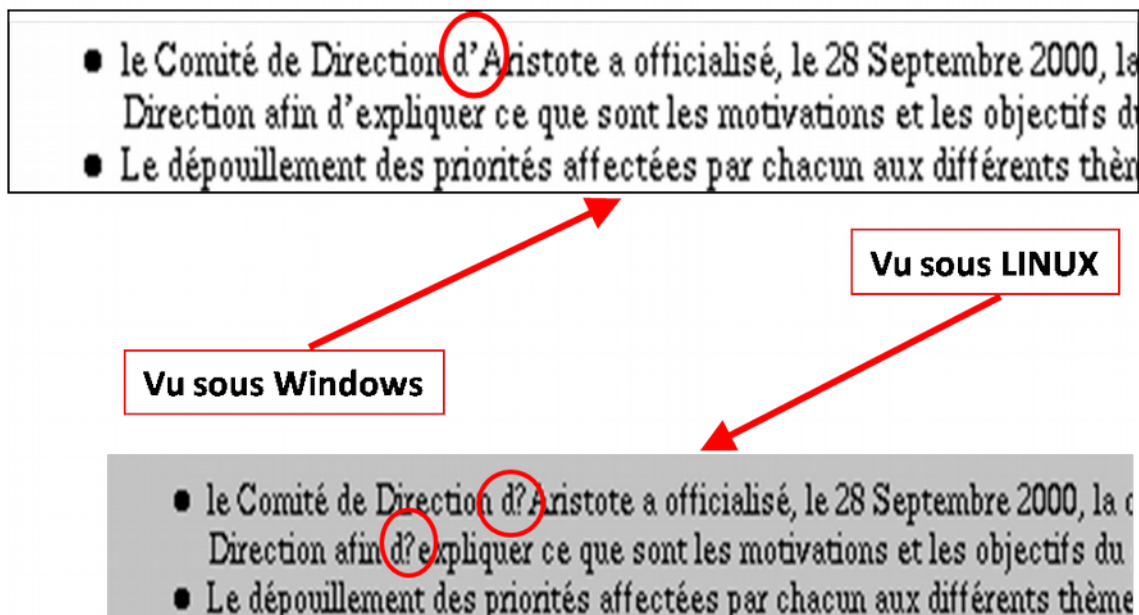 ● le Comité de Direction d’Aristote a officialisé, le 28 Septembre 2000, la
Direction afin d’expliquer ce que sont les motivations et les objectifs d
● Le dépouillement des priorités affectées par chacun aux différents thèm
Vu sous LINUX
Vu sous Windows
● le Comité de Direction d?Aristote a officialisé, le 28 Septembre 2000, la
Direction afin d?expliquer ce que sont les motivations et les objectifs du
● Le dépouillement des priorités affectées par chacun aux différents thème